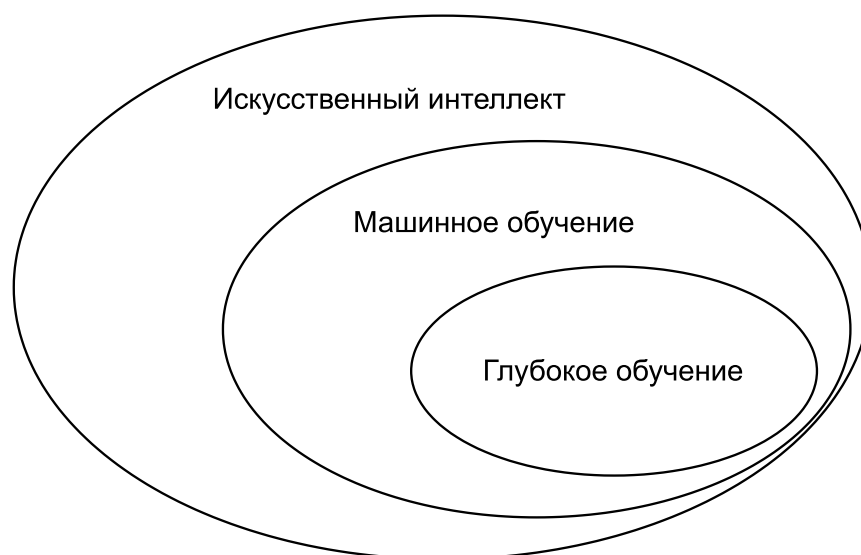 Искусственный интеллект
Машинное обучение
Глубокое обучение